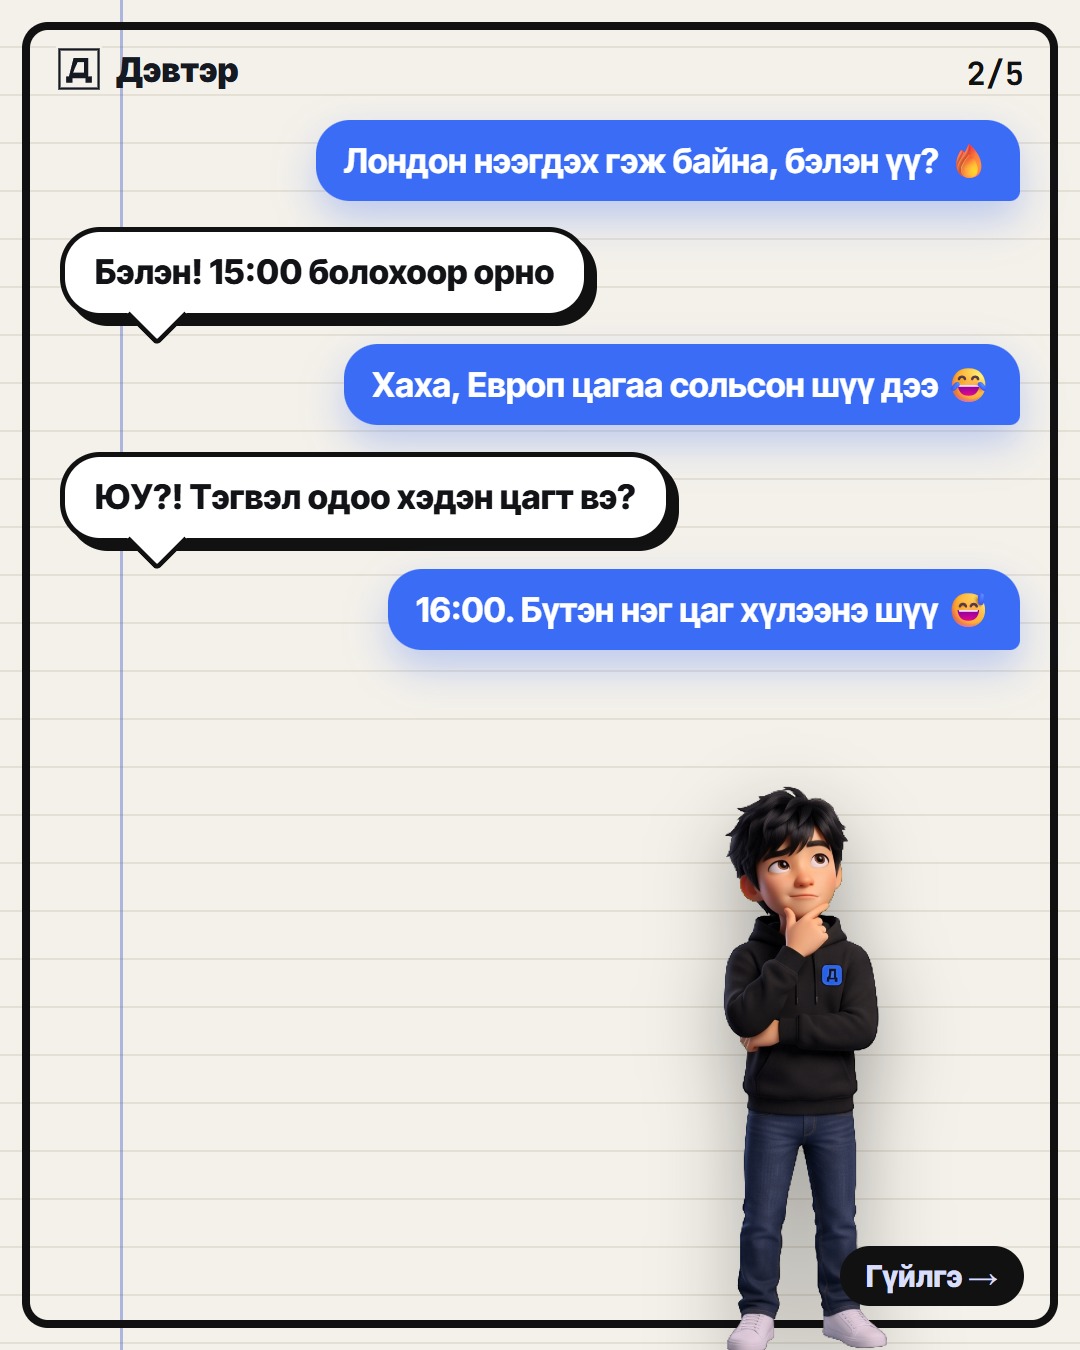 Д Дэвтэр
2/5
Лондон нээгдэх гэж байна, бэлэн үү? 🔥
Бэлэн! 15:00 болохоор орно
Хаха, Европ цагаа сольсон шүү дээ 😂
ЮУ?! Тэгвэл одоо хэдэн цагт вэ?
16:00. Бүтэн нэг цаг хүлээнэ шүү 😅
Д
Гүйлгэ →